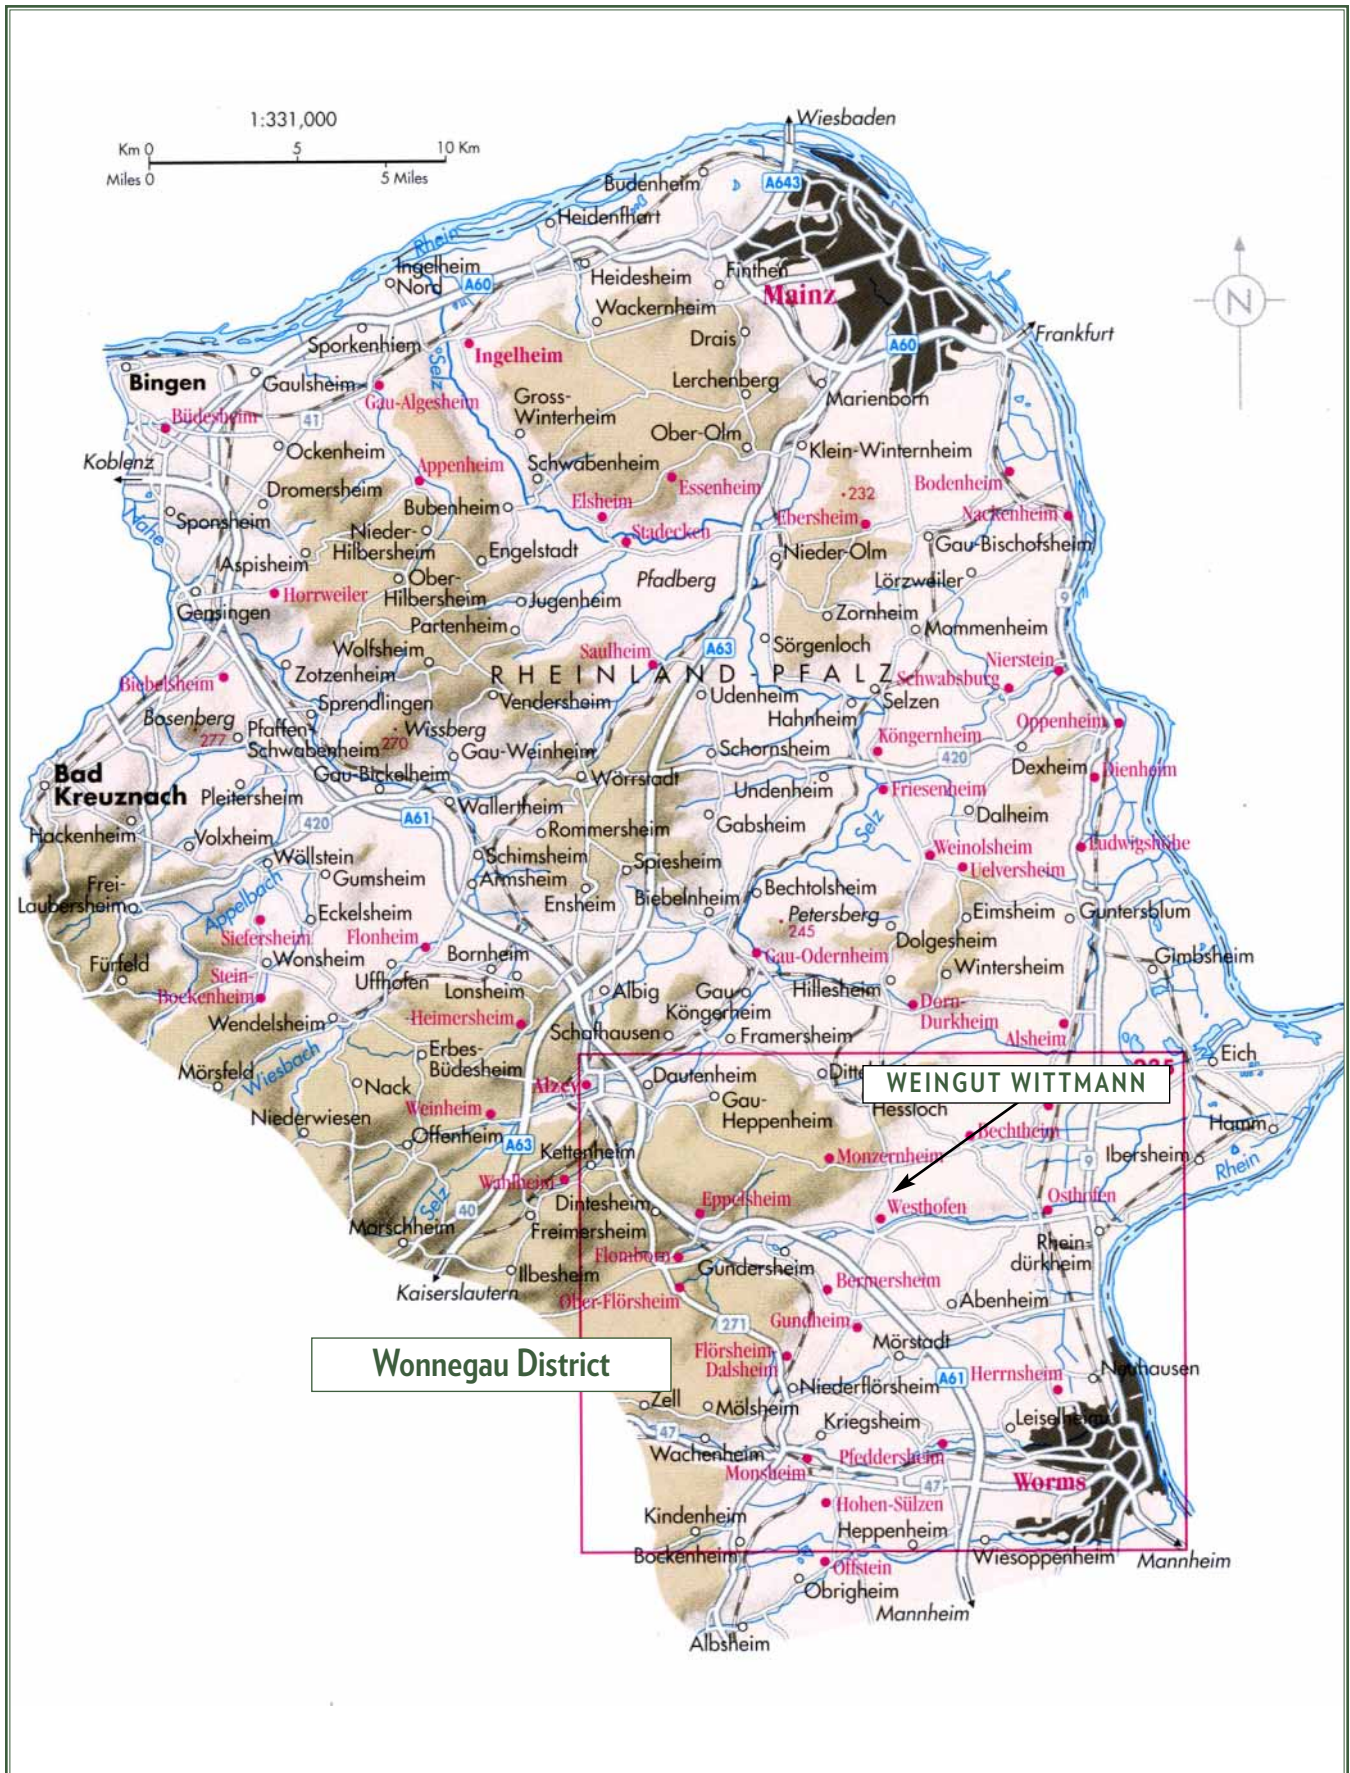 1:331,000
Km 0 5 10 Km
Miles 0 5 Miles
Wiesbaden
A643
Budenheim
Heidenfhart
Rhein
Ingelheim
Nord
A60
Heidesheim
Finthen
Mainz
Wackernheim
N
Sporkenhiem
Drais
A60
Frankfurt
Ingelheim
Selz
Bingen
Gaulsheim
Lerchenberg
Gau-Algesheim
Gross-
Winterheim
Marienborn
Büdesheim
41
Ober-Olm
Klein-Winternheim
Ockenheim
Koblenz
Appenheim
Schwabenheim
Essenheim
Bodenheim
Dromersheim
232
Nahe
Sponsheim
Bubenheim
Elsheim
Ebersheim
Nackenheim
Nieder-
Hilbersheim
Stadecken
Gau-Bischofsheim
Engelstadt
Nieder-Olm
Aspisheim
Ober-
Hilbersheim
Pfadberg
Lörzweiler
Horrweiler
Jugenheim
9
Gensingen
Zornheim
Partenheim
Mommenheim
Wolfsheim
Saulheim
A63
Sörgenloch
Nierstein
Zotzenheim
RHEINLAND-PFALZ
Schwabsburg
Biebelsheim
Sprendlingen
Vendersheim
Udenheim
Selzen
Bosenberg
277
Pfaffen-
Schwabenheim
Wissberg
270
Hahnheim
Oppenheim
Gau-Weinheim
Schornsheim
Köngernheim
420
Dexheim
Bad
Kreuznach
Gau-Bickelheim
Wörrstadt
Dienheim
Pleitersheim
Undenheim
Friesenheim
Wallertheim
420
A61
Dalheim
Hackenheim
Volxheim
Rommersheim
Gabsheim
Selz
Wöllstein
Schimsheim
Spiesheim
Weinolsheim
Ludwigshöhe
Gumsheim
Armsheim
Uelversheim
Frei-
Laubersheim
Appelbach
Ensheim
Biebelnheim
Bechtolsheim
Eckelsheim
Petersberg
245
Eimsheim
Guntersblum
Siefersheim
Flonheim
Dolgesheim
Fürfeld
Wonsheim
Bornheim
Gau-Odernheim
Gimbsheim
Stein-
Bockenheim
Uffhofen
Lonsheim
Albig
Gau-
Köngerheim
Hillesheim
Wintersheim
Wendelsheim
Heimersheim
Schafhausen
Framersheim
Dorn-
Durkheim
Alsheim
Mörsfeld
Wiesbach
Erbes-
Büdesheim
Eich
Nack
Alzey
Dautenheim
WEINGUT WITTMANN
Gau-
Heppenheim
Hessloch
Niederwiesen
Weinheim
Offenheim
A63
Bechtheim
Hamm
Kettenheim
Monzernheim
9
Ibersheim
Rhein
Wahlheim
Selz
40
Dintesheim
Eppelsheim
Westhofen
Osthofen
Morschheim
Freimersheim
Rhein-
dürkheim
Flomborn
Gundersheim
Kaiserslautern
Ilbesheim
Bermersheim
Ober-Flörsheim
Abenheim
271
Gundheim
Wonnegau District
Flörsheim-
Dalsheim
Mörstadt
A61
Herrnsheim
Neuhausen
Niederflörsheim
Zell
Mölsheim
Kriegsheim
Leiselheim
47
Wachenheim
Monsheim
Pfeddersheim
47
Worms
Hohen-Sülzen
Kindenheim
Heppenheim
Bockenheim
Wiesoppenheim
Mannheim
Offstein
Obrigheim
Mannheim
Albsheim